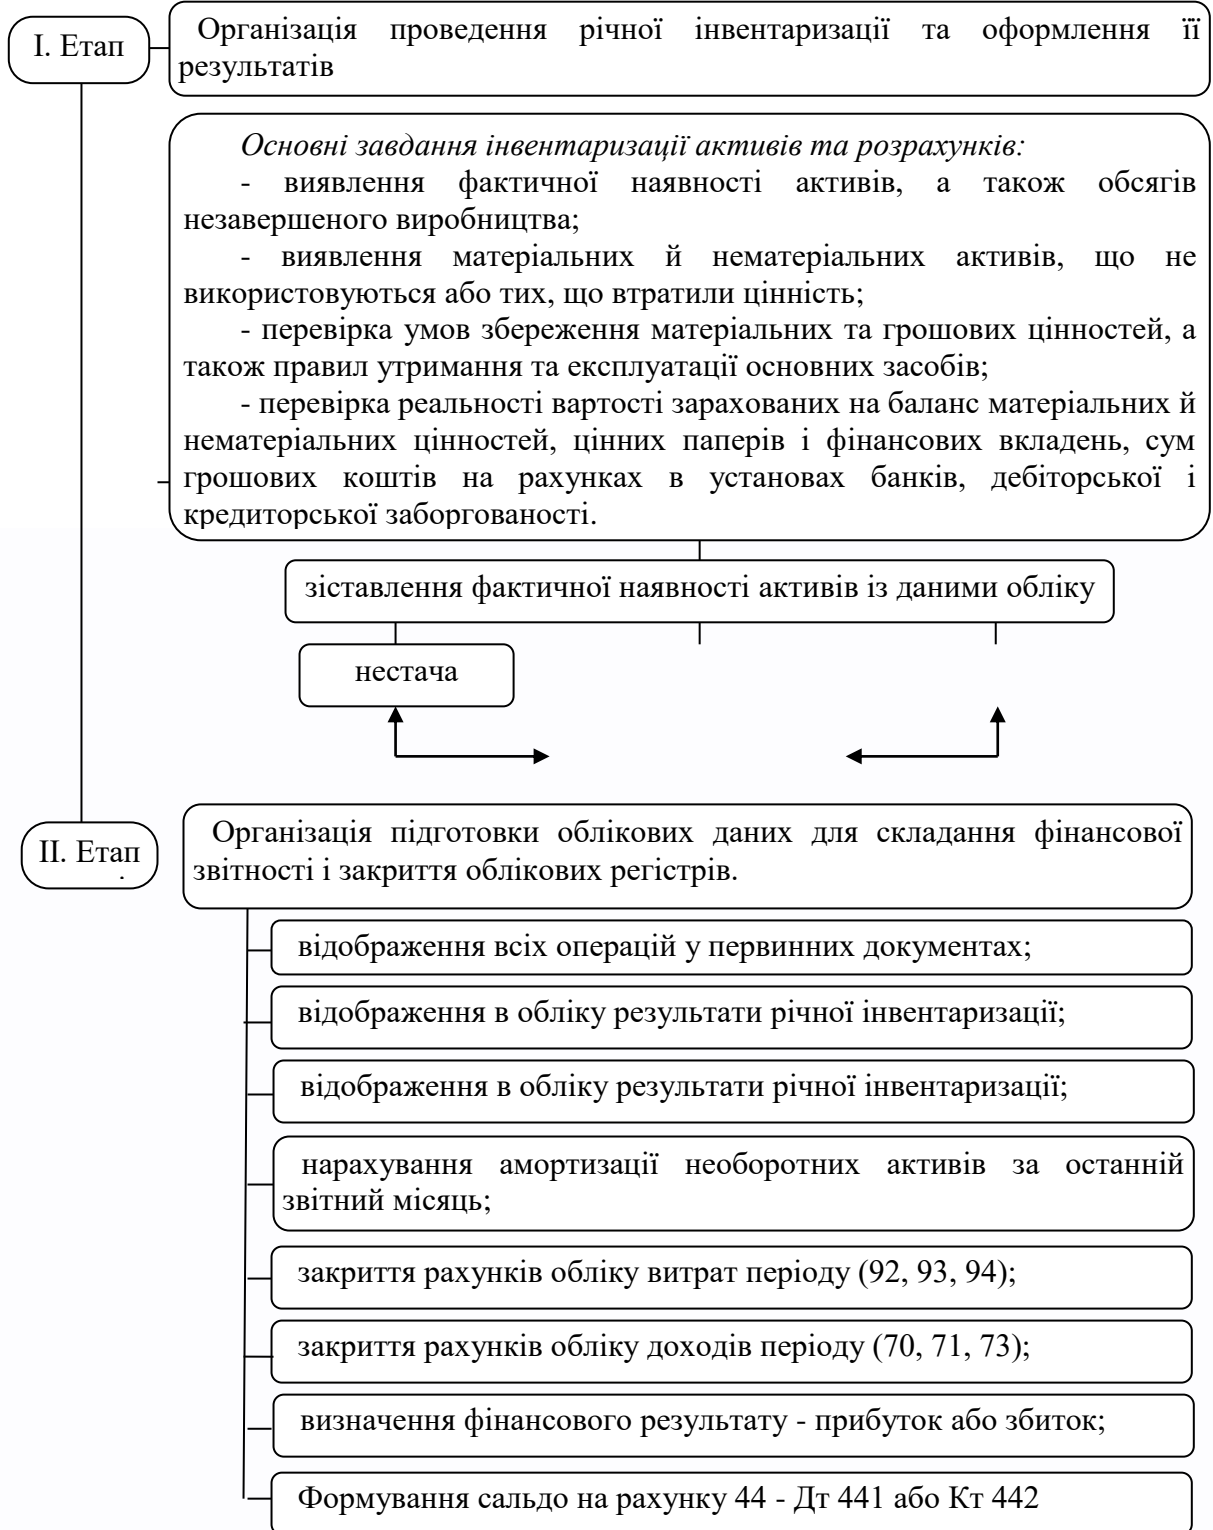 І. Етап
Організація проведення річної інвентаризації та оформлення її
результатів
Основні завдання інвентаризації активів та розрахунків:
- виявлення фактичної наявності активів, а також обсягів
незавершеного виробництва;
- виявлення матеріальних й нематеріальних активів, що не
використовуються або тих, що втратили цінність;
- перевірка умов збереження матеріальних та грошових цінностей, а
також правил утримання та експлуатації основних засобів;
- перевірка реальності вартості зарахованих на баланс матеріальних й
нематеріальних цінностей, цінних паперів і фінансових вкладень, сум
грошових коштів на рахунках в установах банків, дебіторської і
кредиторської заборгованості.
зіставлення фактичної наявності активів із даними обліку
нестача
ІІ. Етап
Організація підготовки облікових даних для складання фінансової
звітності і закриття облікових регістрів.
відображення всіх операцій у первинних документах;
відображення в обліку результати річної інвентаризації;
відображення в обліку результати річної інвентаризації;
нарахування амортизації необоротних активів за останній
звітний місяць;
закриття рахунків обліку витрат періоду (92, 93, 94);
закриття рахунків обліку доходів періоду (70, 71, 73);
визначення фінансового результату - прибуток або збиток;
Формування сальдо на рахунку 44 - Дт 441 або Кт 442